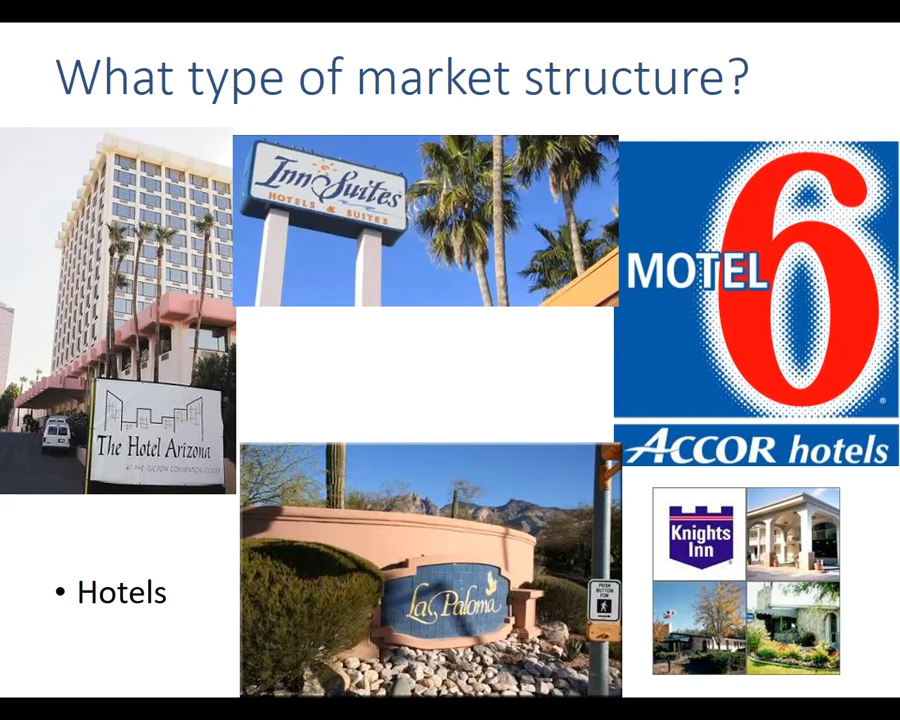 What type of market structure?
Inn Suites
HOTELS & SUITES
MOTEL 6
ACCOR hotels
The Hotel Arizona
AT THE TUCSON CONVENTION CENTER
Knights
Inn
La Paloma
PUSH
BUTTON
FOR
• Hotels